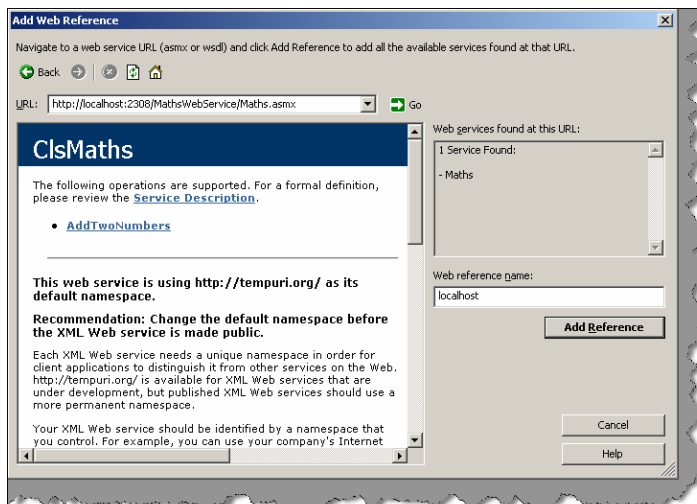 Add Web Reference
Navigate to a web service URL (asmx or wsdl) and click Add Reference to add all the available services found at that URL.
Back
URL: http://localhost:2308/MathsWebService/Maths.asmx Go
ClsMaths
The following operations are supported. For a formal definition,
please review the Service Description.
• AddTwoNumbers
This web service is using http://tempuri.org/ as its
default namespace.
Recommendation: Change the default namespace before
the XML Web service is made public.
Each XML Web service needs a unique namespace in order for
client applications to distinguish it from other services on the Web.
http://tempuri.org/ is available for XML Web services that are
under development, but published XML Web services should use a
more permanent namespace.
Your XML Web service should be identified by a namespace that
you control. For example, you can use your company's Internet
Web services found at this URL:
1 Service Found:
- Maths
Web reference name:
localhost
Add Reference
Cancel
Help